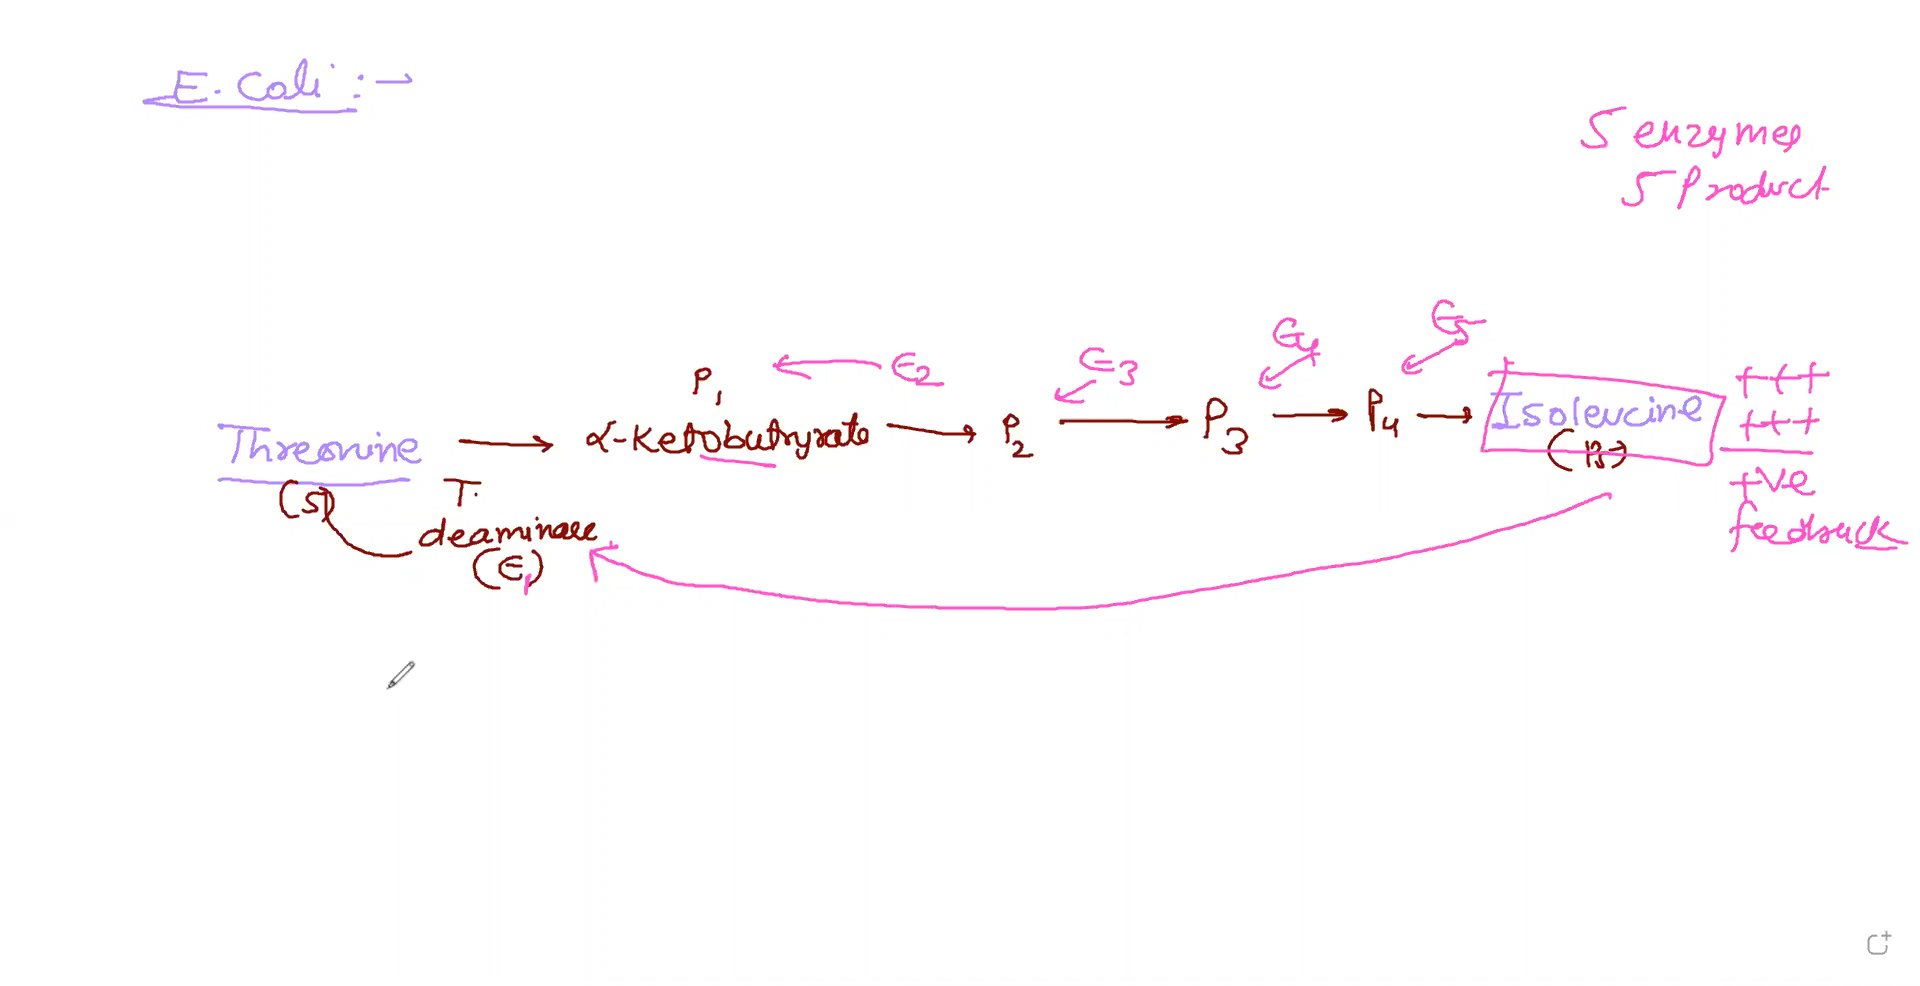 E. Coli :→
5 enzymes
5 Product
E5
E4
E3
E2
P1
Threonine → α-Ketobutyrate → P2 → P3 → P4 → Isoleucine
+++
+++
(S)
T.
deaminase
(E1)
+ve
feedback